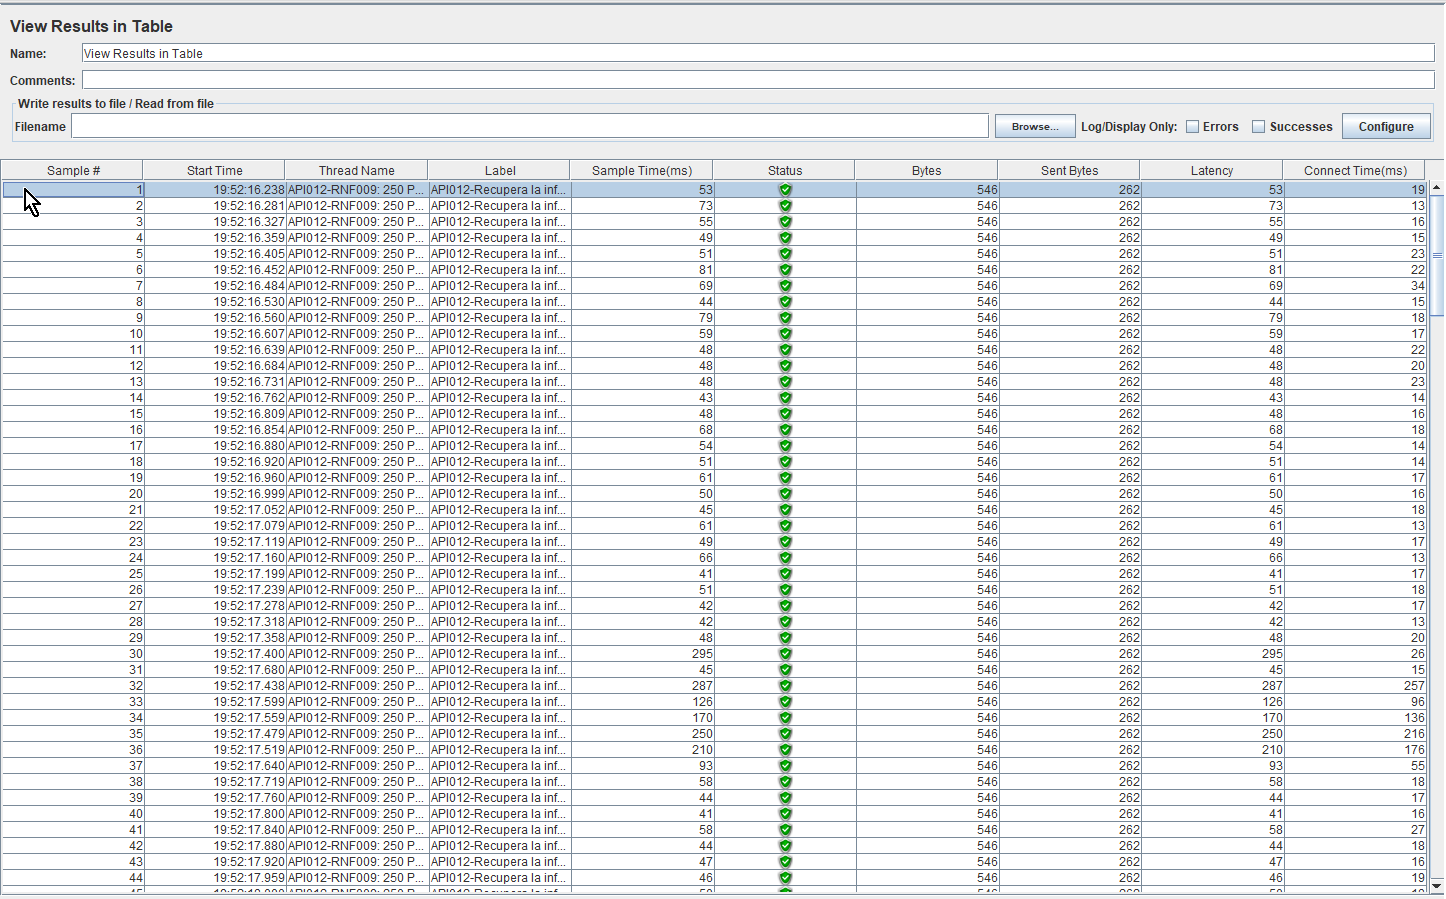 View Results in Table
Name: View Results in Table
Comments:
Write results to file / Read from file
Filename Browse... Log/Display Only: Errors Successes Configure
Sample # Start Time Thread Name Label Sample Time(ms) Status Bytes Sent Bytes Latency Connect Time(ms)
1 19:52:16.238 API012-RNF009: 250 P... API012-Recupera la inf... 53 546 262 53 19
2 19:52:16.281 API012-RNF009: 250 P... API012-Recupera la inf... 73 546 262 73 13
3 19:52:16.327 API012-RNF009: 250 P... API012-Recupera la inf... 55 546 262 55 16
4 19:52:16.359 API012-RNF009: 250 P... API012-Recupera la inf... 49 546 262 49 15
5 19:52:16.405 API012-RNF009: 250 P... API012-Recupera la inf... 51 546 262 51 23
6 19:52:16.452 API012-RNF009: 250 P... API012-Recupera la inf... 81 546 262 81 22
7 19:52:16.484 API012-RNF009: 250 P... API012-Recupera la inf... 69 546 262 69 34
8 19:52:16.530 API012-RNF009: 250 P... API012-Recupera la inf... 44 546 262 44 15
9 19:52:16.560 API012-RNF009: 250 P... API012-Recupera la inf... 79 546 262 79 18
10 19:52:16.607 API012-RNF009: 250 P... API012-Recupera la inf... 59 546 262 59 17
11 19:52:16.639 API012-RNF009: 250 P... API012-Recupera la inf... 48 546 262 48 22
12 19:52:16.684 API012-RNF009: 250 P... API012-Recupera la inf... 48 546 262 48 20
13 19:52:16.731 API012-RNF009: 250 P... API012-Recupera la inf... 48 546 262 48 23
14 19:52:16.762 API012-RNF009: 250 P... API012-Recupera la inf... 43 546 262 43 14
15 19:52:16.809 API012-RNF009: 250 P... API012-Recupera la inf... 48 546 262 48 16
16 19:52:16.854 API012-RNF009: 250 P... API012-Recupera la inf... 68 546 262 68 18
17 19:52:16.880 API012-RNF009: 250 P... API012-Recupera la inf... 54 546 262 54 14
18 19:52:16.920 API012-RNF009: 250 P... API012-Recupera la inf... 51 546 262 51 14
19 19:52:16.960 API012-RNF009: 250 P... API012-Recupera la inf... 61 546 262 61 17
20 19:52:16.999 API012-RNF009: 250 P... API012-Recupera la inf... 50 546 262 50 16
21 19:52:17.052 API012-RNF009: 250 P... API012-Recupera la inf... 45 546 262 45 18
22 19:52:17.079 API012-RNF009: 250 P... API012-Recupera la inf... 61 546 262 61 13
23 19:52:17.119 API012-RNF009: 250 P... API012-Recupera la inf... 49 546 262 49 17
24 19:52:17.160 API012-RNF009: 250 P... API012-Recupera la inf... 66 546 262 66 13
25 19:52:17.199 API012-RNF009: 250 P... API012-Recupera la inf... 41 546 262 41 17
26 19:52:17.239 API012-RNF009: 250 P... API012-Recupera la inf... 51 546 262 51 18
27 19:52:17.278 API012-RNF009: 250 P... API012-Recupera la inf... 42 546 262 42 17
28 19:52:17.318 API012-RNF009: 250 P... API012-Recupera la inf... 42 546 262 42 13
29 19:52:17.358 API012-RNF009: 250 P... API012-Recupera la inf... 48 546 262 48 20
30 19:52:17.400 API012-RNF009: 250 P... API012-Recupera la inf... 295 546 262 295 26
31 19:52:17.680 API012-RNF009: 250 P... API012-Recupera la inf... 45 546 262 45 15
32 19:52:17.438 API012-RNF009: 250 P... API012-Recupera la inf... 287 546 262 287 257
33 19:52:17.599 API012-RNF009: 250 P... API012-Recupera la inf... 126 546 262 126 96
34 19:52:17.559 API012-RNF009: 250 P... API012-Recupera la inf... 170 546 262 170 136
35 19:52:17.479 API012-RNF009: 250 P... API012-Recupera la inf... 250 546 262 250 216
36 19:52:17.519 API012-RNF009: 250 P... API012-Recupera la inf... 210 546 262 210 176
37 19:52:17.640 API012-RNF009: 250 P... API012-Recupera la inf... 93 546 262 93 55
38 19:52:17.719 API012-RNF009: 250 P... API012-Recupera la inf... 58 546 262 58 18
39 19:52:17.760 API012-RNF009: 250 P... API012-Recupera la inf... 44 546 262 44 17
40 19:52:17.800 API012-RNF009: 250 P... API012-Recupera la inf... 41 546 262 41 16
41 19:52:17.840 API012-RNF009: 250 P... API012-Recupera la inf... 58 546 262 58 27
42 19:52:17.880 API012-RNF009: 250 P... API012-Recupera la inf... 44 546 262 44 18
43 19:52:17.920 API012-RNF009: 250 P... API012-Recupera la inf... 47 546 262 47 16
44 19:52:17.959 API012-RNF009: 250 P... API012-Recupera la inf... 46 546 262 46 19